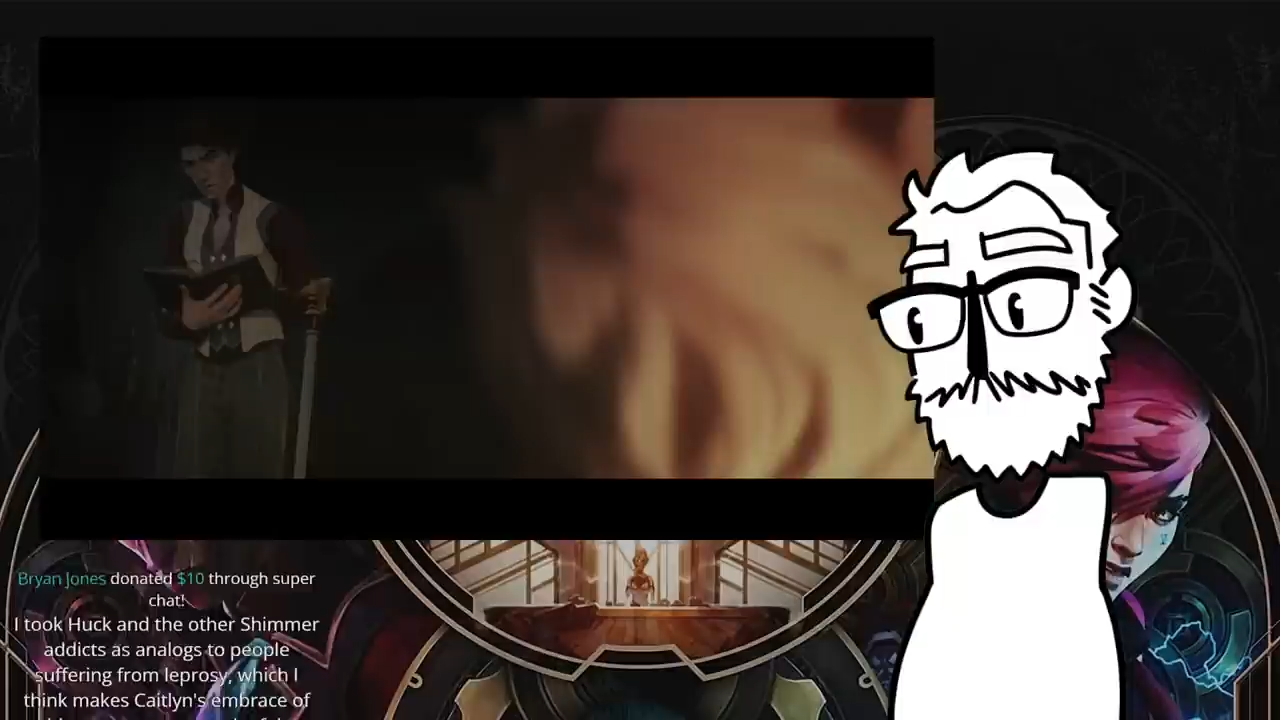 Bryan Jones donated $10 through super
chat!
I took Huck and the other Shimmer
addicts as analogs to people
suffering from leprosy, which I
think makes Caitlyn's embrace of